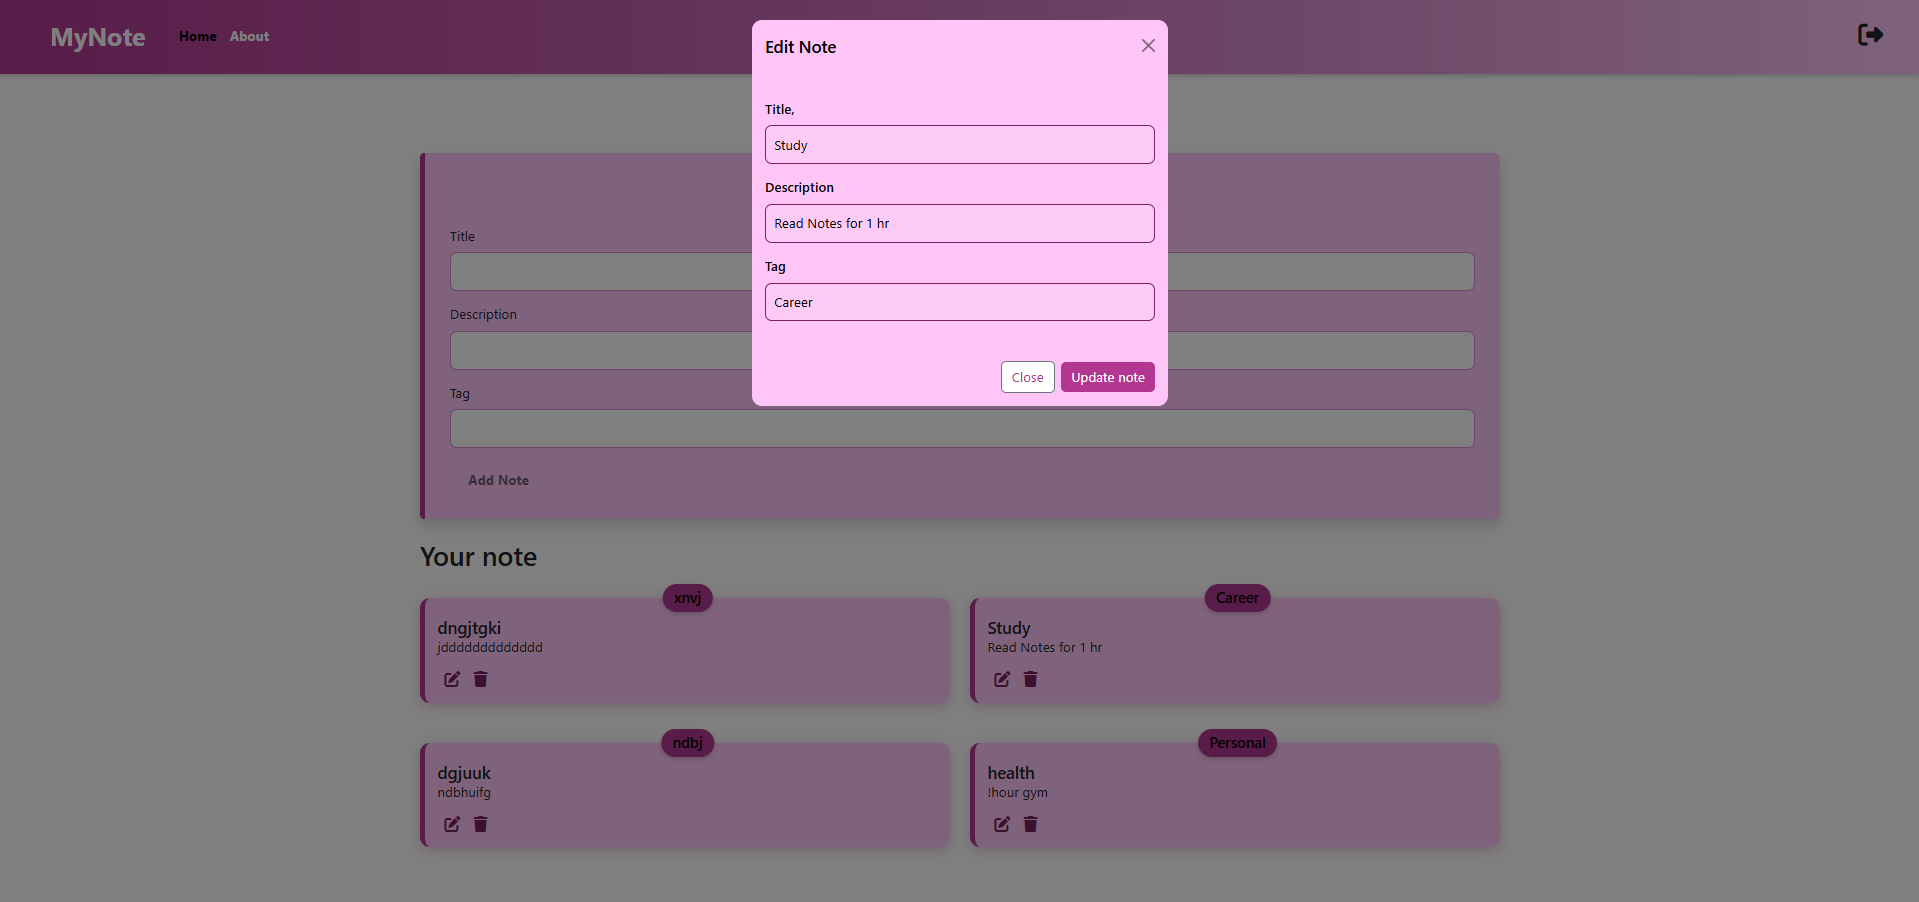 MyNote Home About
Edit Note
Title,
Study
Description
Read Notes for 1 hr
Tag
Career
Close Update note
Title
Description
Tag
Add Note
Your note
xnvj
dngjtgki
jddddddddddddd
Career
Study
Read Notes for 1 hr
ndbj
dgjuuk
ndbhuifg
Personal
health
!hour gym